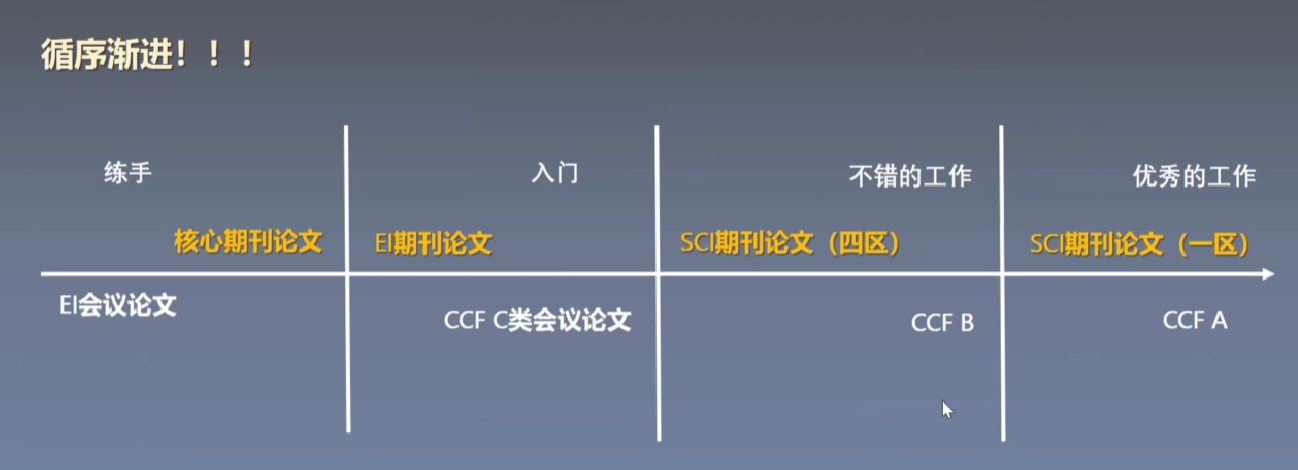 循序渐进！！！
练手
入门
不错的工作
优秀的工作
核心期刊论文
EI期刊论文
SCI期刊论文（四区）
SCI期刊论文（一区）
EI会议论文
CCF C类会议论文
CCF B
CCF A